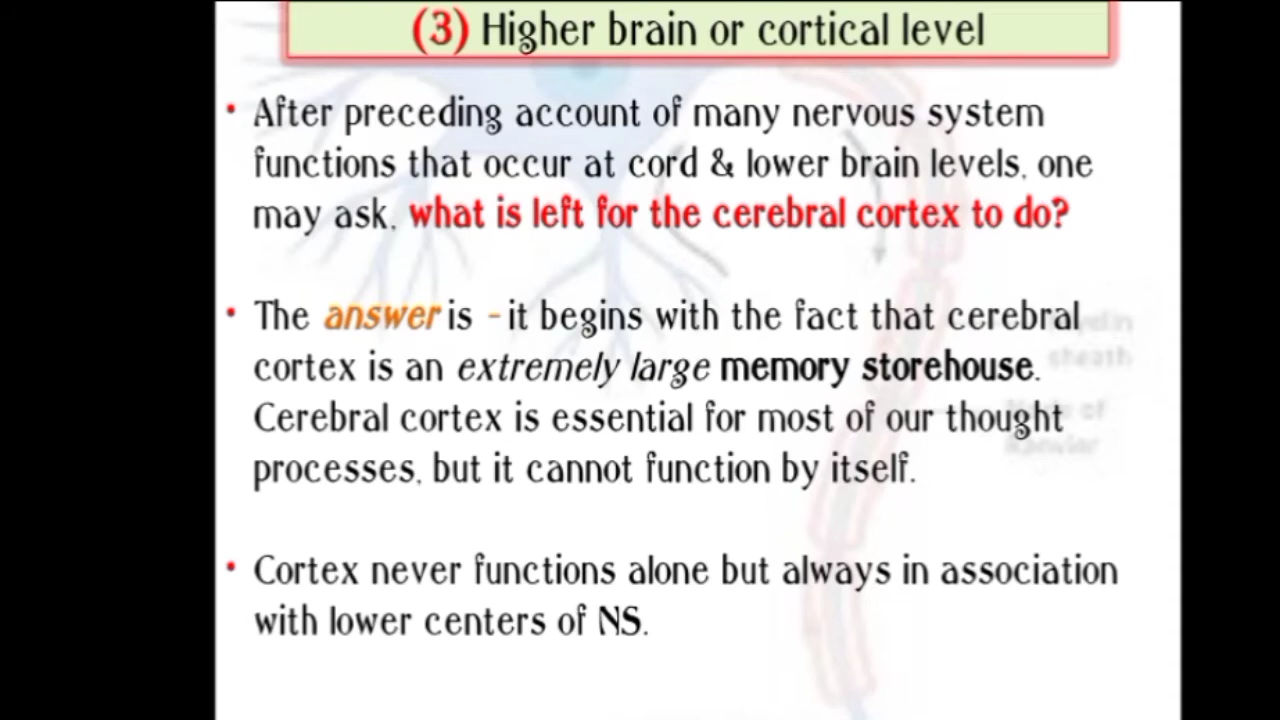 (3) Higher brain or cortical level
• After preceding account of many nervous system
functions that occur at cord & lower brain levels, one
may ask, what is left for the cerebral cortex to do?
• The answer is - it begins with the fact that cerebral
cortex is an extremely large memory storehouse.
Cerebral cortex is essential for most of our thought
processes, but it cannot function by itself.
• Cortex never functions alone but always in association
with lower centers of NS.
sheath